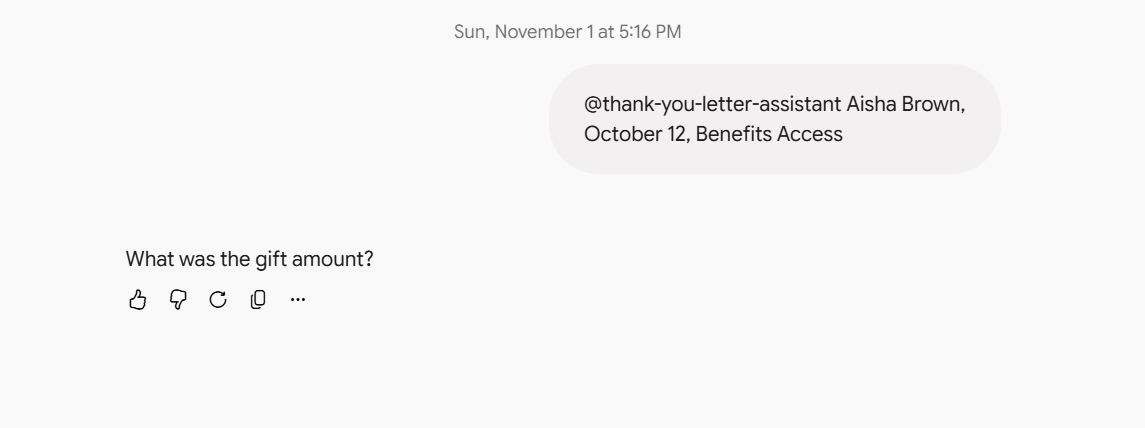 Sun, November 1 at 5:16 PM
@thank-you-letter-assistant Aisha Brown,
October 12, Benefits Access
What was the gift amount?